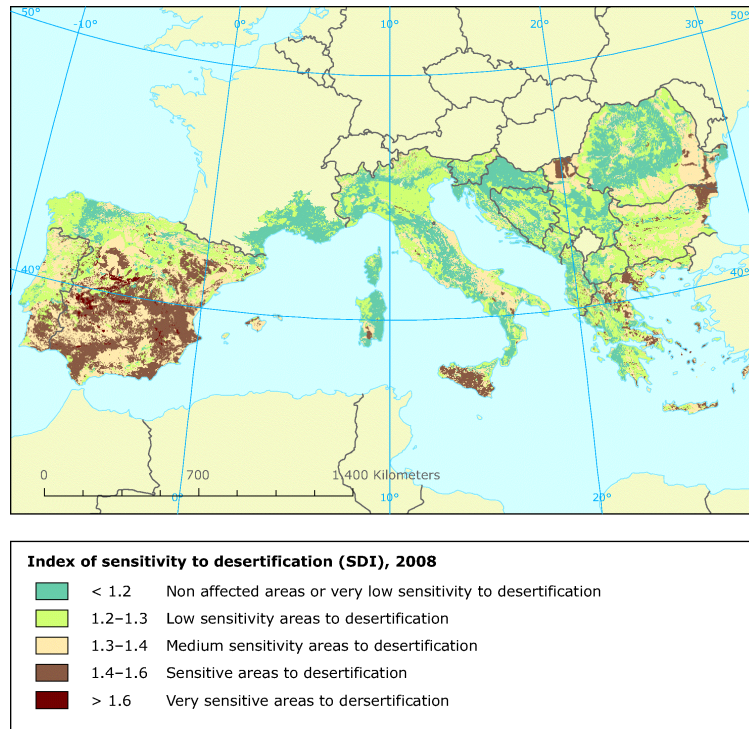 50° -10° 0° 10° 20° 30° 50°
40° 40°
0 700 1 400 Kilometers
0° 10° 20°
Index of sensitivity to desertification (SDI), 2008
< 1.2 Non affected areas or very low sensitivity to desertification
1.2–1.3 Low sensitivity areas to desertification
1.3–1.4 Medium sensitivity areas to desertification
1.4–1.6 Sensitive areas to desertification
> 1.6 Very sensitive areas to dersertification